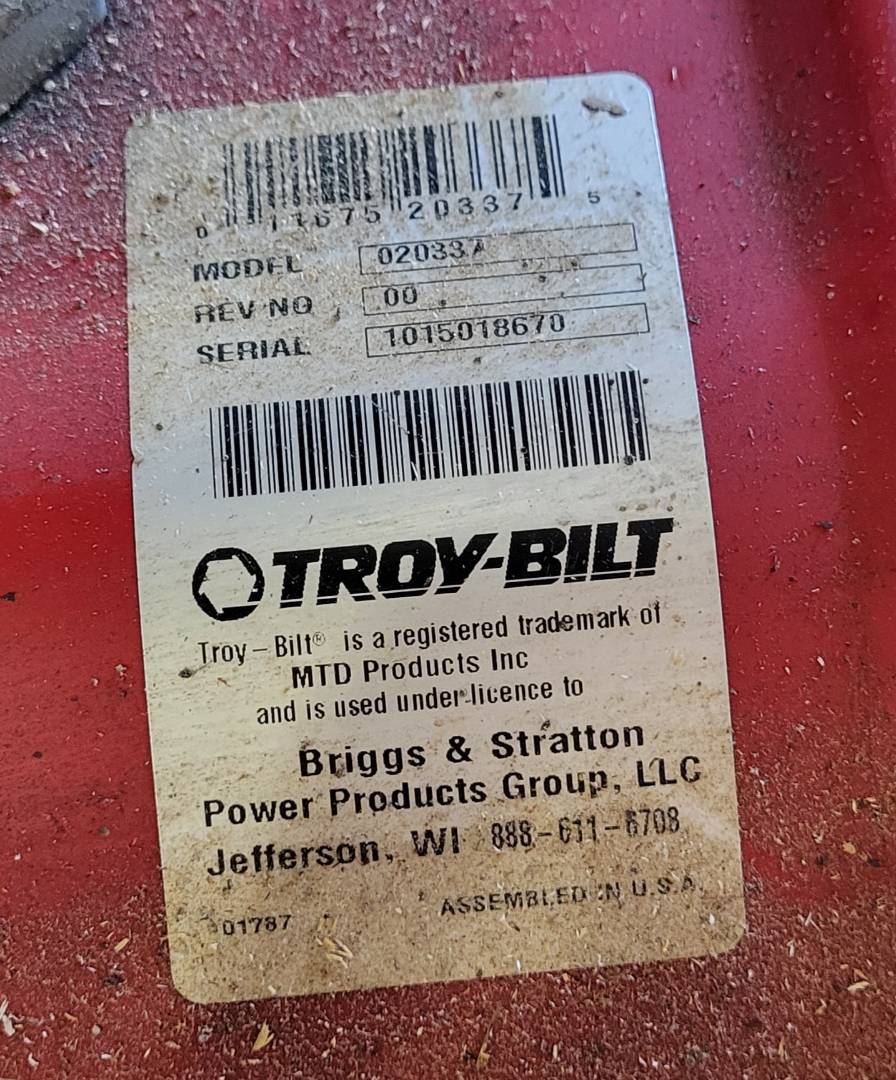 0 11675 20337 5
MODEL 020337
REV NO 00
SERIAL 1015018670
TROY-BILT
Troy-Bilt® is a registered trademark of
MTD Products Inc
and is used under licence to
Briggs & Stratton
Power Products Group, LLC
Jefferson, WI 888-611-6708
01787 ASSEMBLED IN U.S.A.